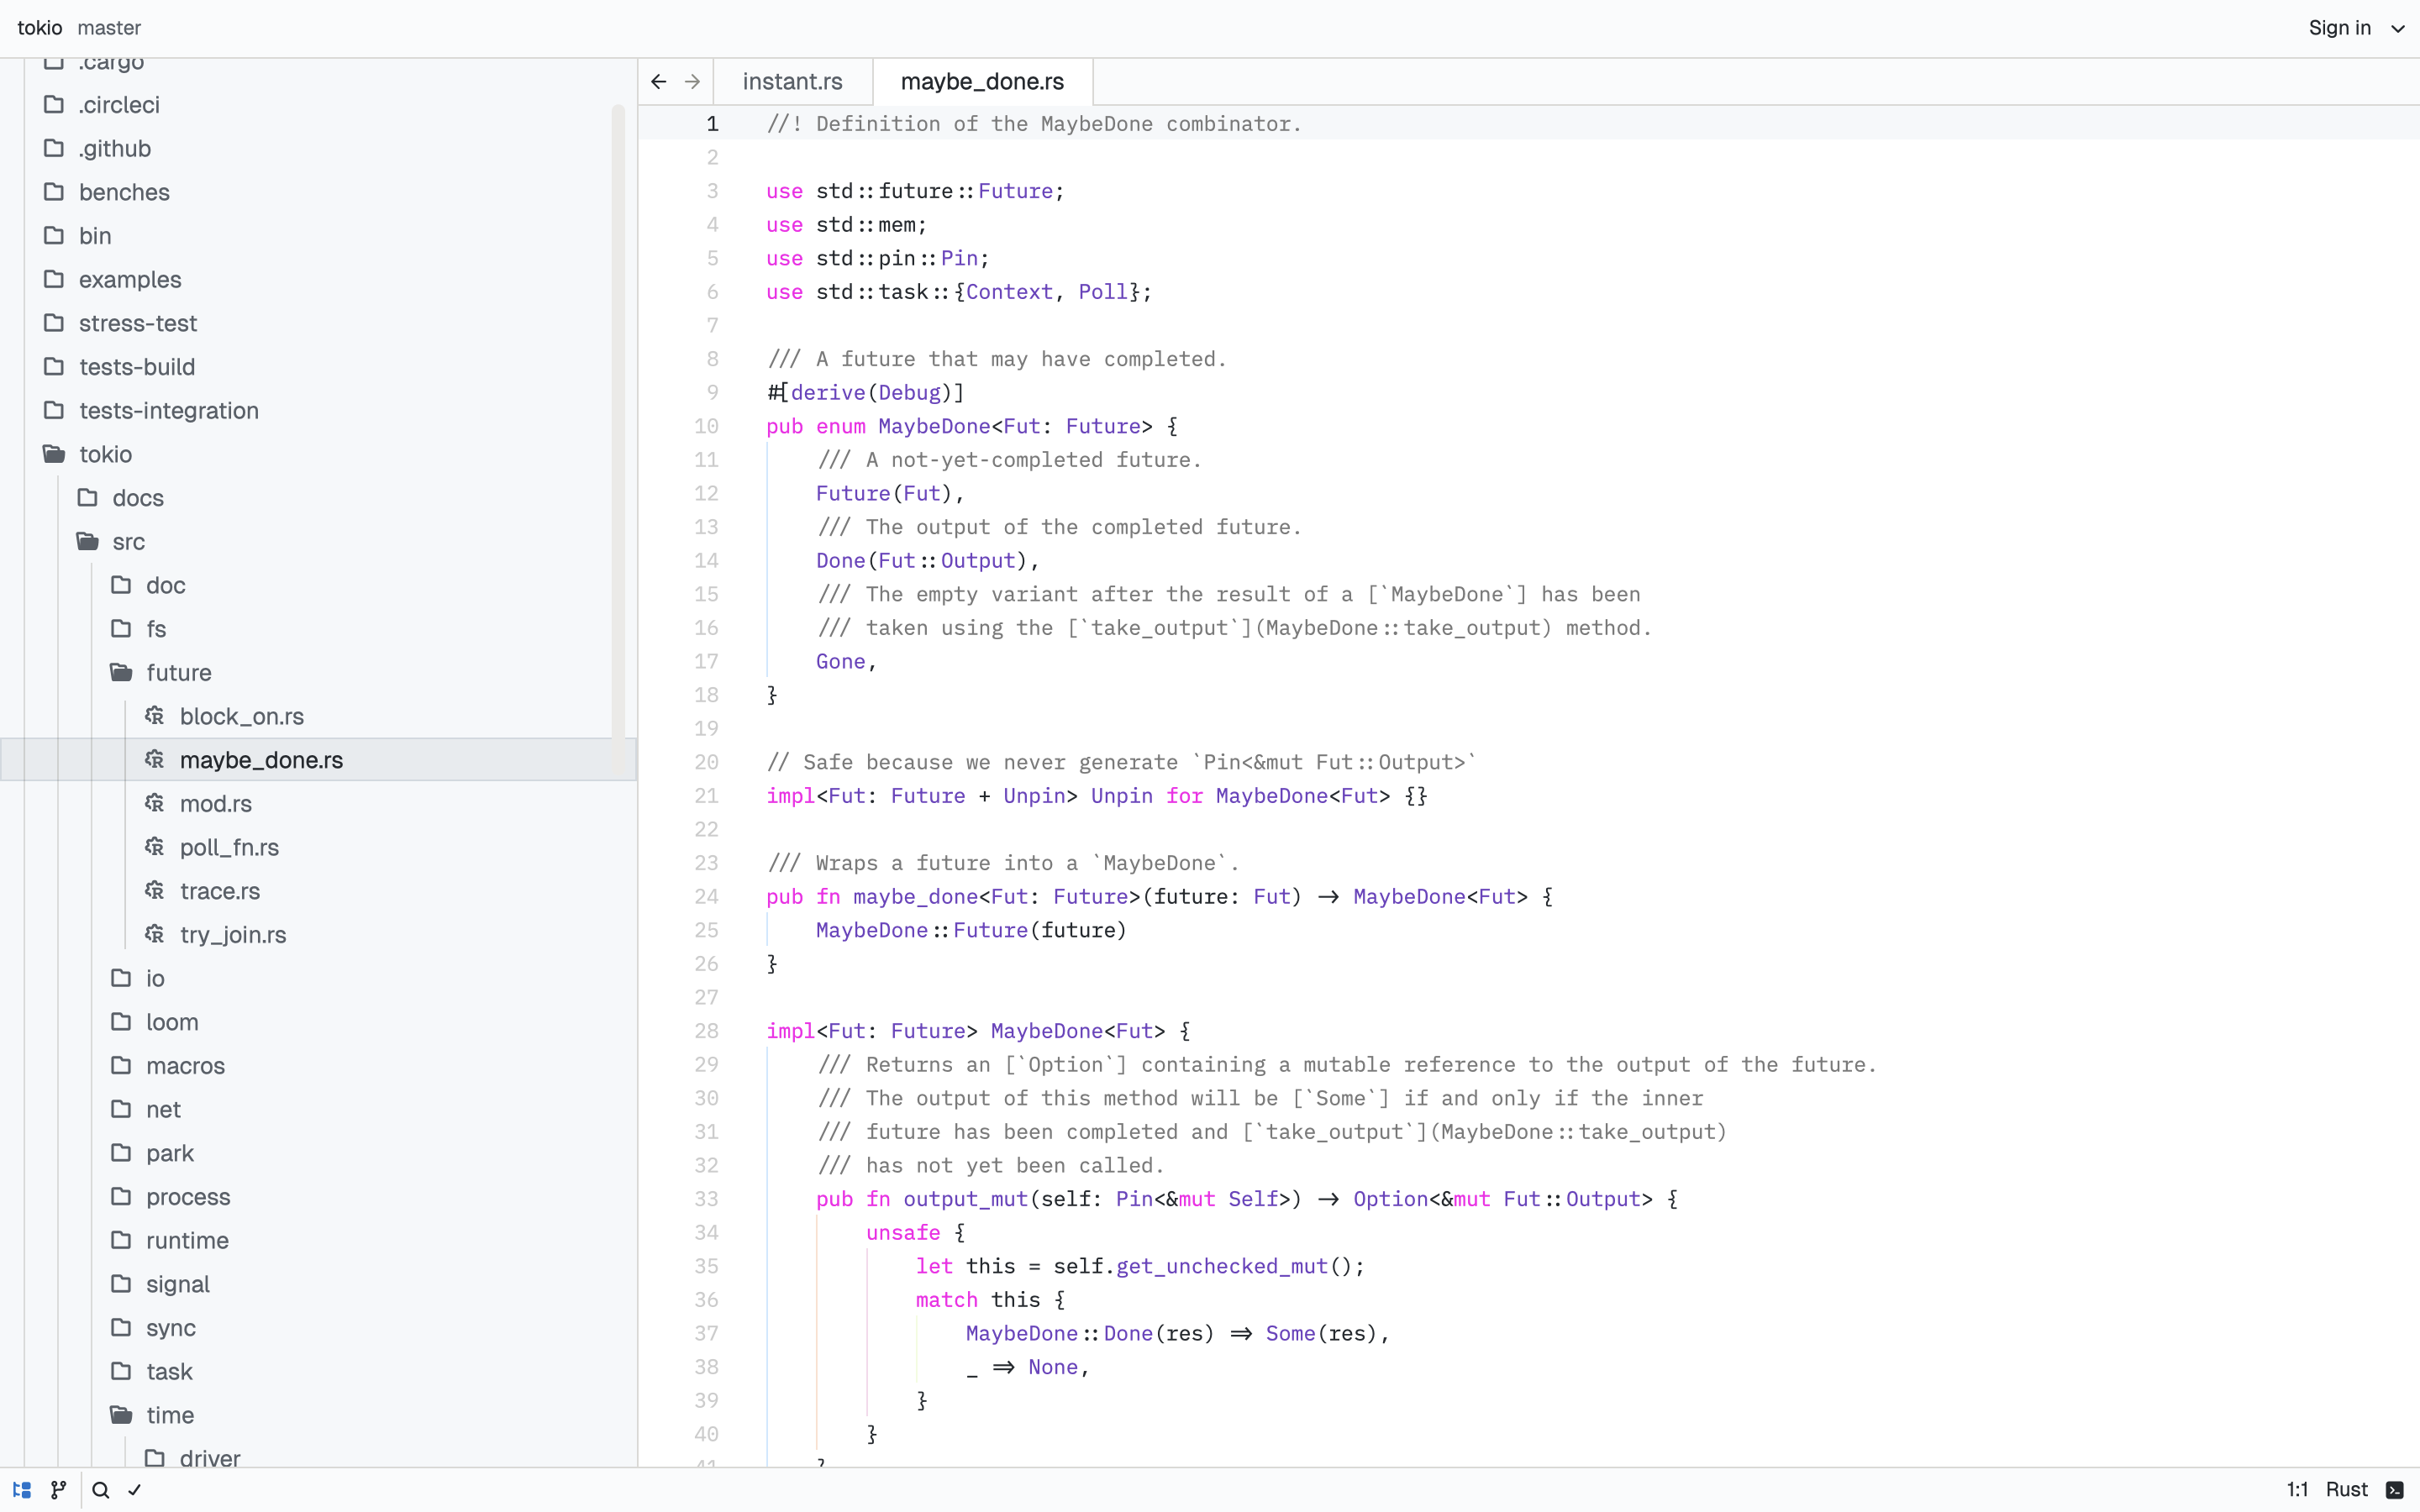 tokio master
Sign in
.cargo
.circleci
.github
benches
bin
examples
stress-test
tests-build
tests-integration
tokio
docs
src
doc
fs
future
block_on.rs
maybe_done.rs
mod.rs
poll_fn.rs
trace.rs
try_join.rs
io
loom
macros
net
park
process
runtime
signal
sync
task
time
driver
instant.rs
maybe_done.rs
1 //! Definition of the MaybeDone combinator.
2
3 use std::future::Future;
4 use std::mem;
5 use std::pin::Pin;
6 use std::task::{Context, Poll};
7
8 /// A future that may have completed.
9 #[derive(Debug)]
10 pub enum MaybeDone<Fut: Future> {
11 /// A not-yet-completed future.
12 Future(Fut),
13 /// The output of the completed future.
14 Done(Fut::Output),
15 /// The empty variant after the result of a [`MaybeDone`] has been
16 /// taken using the [`take_output`](MaybeDone::take_output) method.
17 Gone,
18 }
19
20 // Safe because we never generate `Pin<&mut Fut::Output>`
21 impl<Fut: Future + Unpin> Unpin for MaybeDone<Fut> {}
22
23 /// Wraps a future into a `MaybeDone`.
24 pub fn maybe_done<Fut: Future>(future: Fut) -> MaybeDone<Fut> {
25 MaybeDone::Future(future)
26 }
27
28 impl<Fut: Future> MaybeDone<Fut> {
29 /// Returns an [`Option`] containing a mutable reference to the output of the future.
30 /// The output of this method will be [`Some`] if and only if the inner
31 /// future has been completed and [`take_output`](MaybeDone::take_output)
32 /// has not yet been called.
33 pub fn output_mut(self: Pin<&mut Self>) -> Option<&mut Fut::Output> {
34 unsafe {
35 let this = self.get_unchecked_mut();
36 match this {
37 MaybeDone::Done(res) => Some(res),
38 _ => None,
39 }
40 }
41 }
1:1 Rust